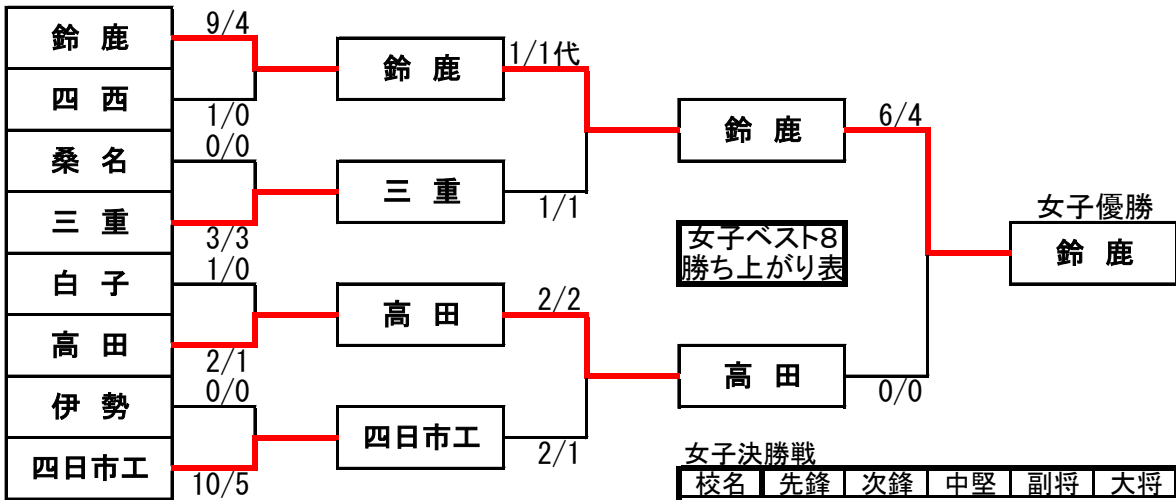 鈴 鹿
9/4
四 西
1/0
桑 名
0/0
三 重
3/3
白 子
1/0
高 田
2/1
伊 勢
0/0
四日市工
10/5
鈴 鹿
1/1代
三 重
1/1
高 田
2/2
四日市工
2/1
鈴 鹿
6/4
女子ベスト8
勝ち上がり表
高 田
0/0
女子優勝
鈴 鹿
女子決勝戦
校名 先鋒 次鋒 中堅 副将 大将